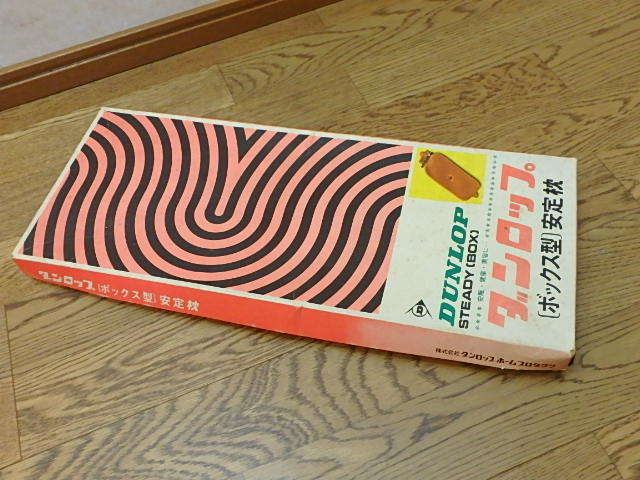 DUNLOP
STEADY [BOX]
ダンロップ
[ボックス型] 安定枕
D
ダンロップ [ボックス型] 安定枕
株式会社 ダンロップホームプロダクツ